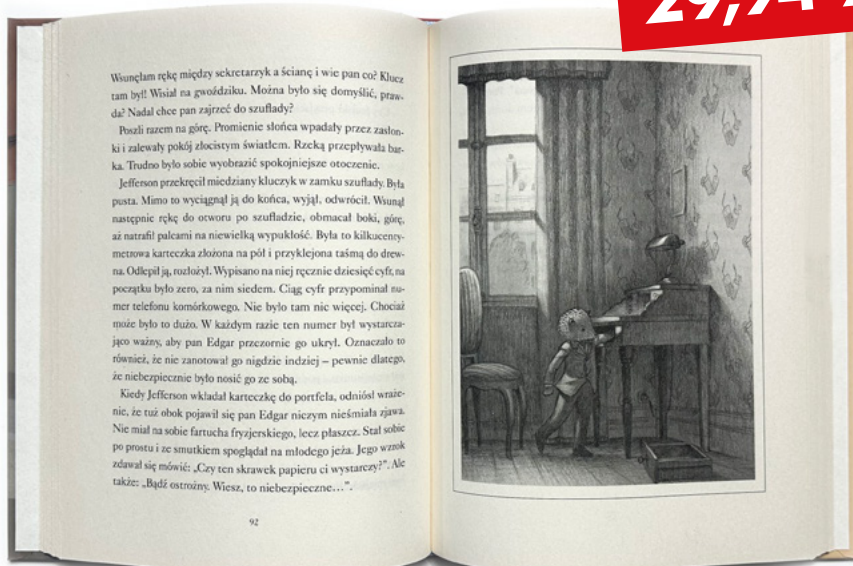 29,94
Wsunęłam rękę między sekretarzyk a ścianę i wie pan co? Klucz
tam był! Wisiał na gwoździku. Można było się domyślić, praw-
da? Nadal chce pan zajrzeć do szuflady?
Poszli razem na górę. Promienie słońca wpadały przez zasłon-
ki i zalewały pokój złocistym światłem. Rzeką przepływała bar-
ka. Trudno było sobie wyobrazić spokojniejsze otoczenie.
Jefferson przekręcił miedziany kluczyk w zamku szuflady. Była
pusta. Mimo to wyciągnął ją do końca, wyjął, odwrócił. Wsunął
następnie rękę do otworu po szufladzie, obmacał boki, górę,
aż natrafił palcami na niewielką wypukłość. Była to kilkucenty-
metrowa karteczka złożona na pół i przyklejona taśmą do drew-
na. Odlepił ją, rozłożył. Wypisano na niej ręcznie dziesięć cyfr, na
początku było zero, za nim siedem. Ciąg cyfr przypominał nu-
mer telefonu komórkowego. Nie było tam nic więcej. Chociaż
może było to dużo. W każdym razie ten numer był wystarcza-
jąco ważny, aby pan Edgar przezornie go ukrył. Oznaczało to
również, że nie zanotował go nigdzie indziej – pewnie dlatego,
że niebezpiecznie było nosić go ze sobą.
Kiedy Jefferson wkładał karteczkę do portfela, odniósł wraże-
nie, że tuż obok pojawił się pan Edgar niczym nieśmiała zjawa.
Nie miał na sobie fartucha fryzjerskiego, lecz płaszcz. Stał sobie
po prostu i ze smutkiem spoglądał na młodego jeża. Jego wzrok
zdawał się mówić: „Czy ten skrawek papieru ci wystarczy?”. Ale
także: „Bądź ostrożny. Wiesz, to niebezpieczne…”.
92